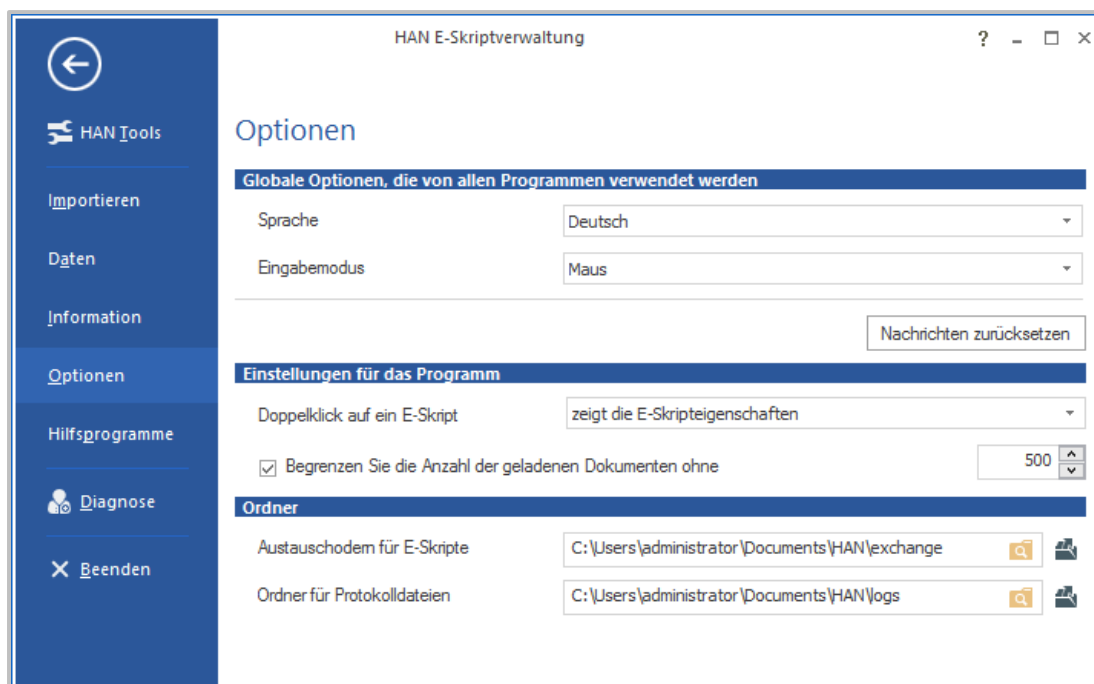 HAN E-Skriptverwaltung
?
HAN Tools
Importieren
Daten
Information
Optionen
Hilfsprogramme
Diagnose
Beenden
Optionen
Globale Optionen, die von allen Programmen verwendet werden
Sprache Deutsch
Eingabemodus Maus
Nachrichten zurücksetzen
Einstellungen für das Programm
Doppelklick auf ein E-Skript zeigt die E-Skripteigenschaften
Begrenzen Sie die Anzahl der geladenen Dokumenten ohne 500
Ordner
Austauschodern für E-Skripte C:\Users\administrator\Documents\HAN\exchange
Ordner für Protokolldateien C:\Users\administrator\Documents\HAN\logs